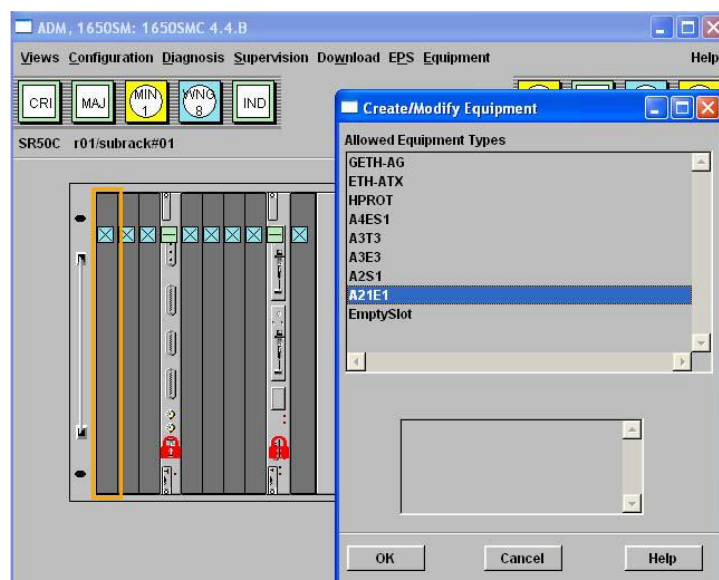 ADM, 1650SM: 1650SMC 4.4.B
Views Configuration Diagnosis Supervision Download EPS Equipment Help
CRI MAJ MIN 1 WNG 8 IND
SR50C r01/subrack#01
Create/Modify Equipment
Allowed Equipment Types
GETH-AG
ETH-ATX
HPROT
A4ES1
A3T3
A3E3
A2S1
A21E1
EmptySlot
OK Cancel Help